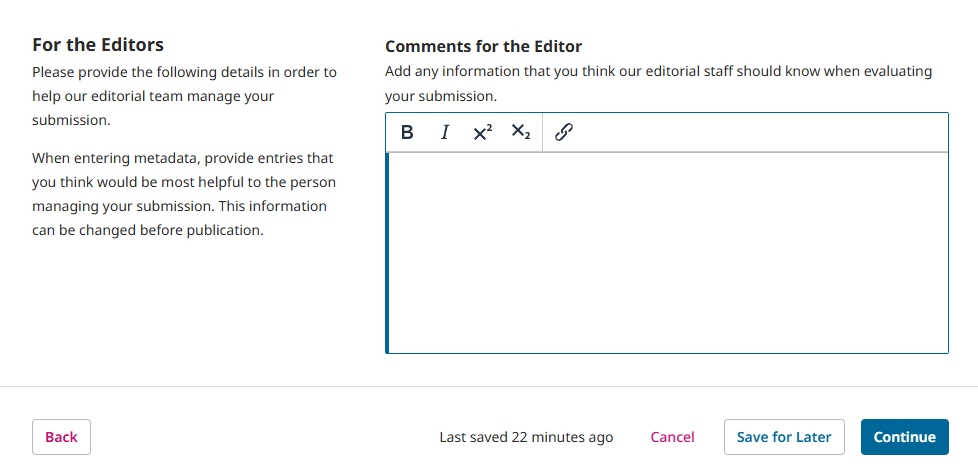 For the Editors
Please provide the following details in order to
help our editorial team manage your
submission.
When entering metadata, provide entries that
you think would be most helpful to the person
managing your submission. This information
can be changed before publication.
Comments for the Editor
Add any information that you think our editorial staff should know when evaluating
your submission.
B I X² X₂
Back
Last saved 22 minutes ago
Cancel
Save for Later
Continue